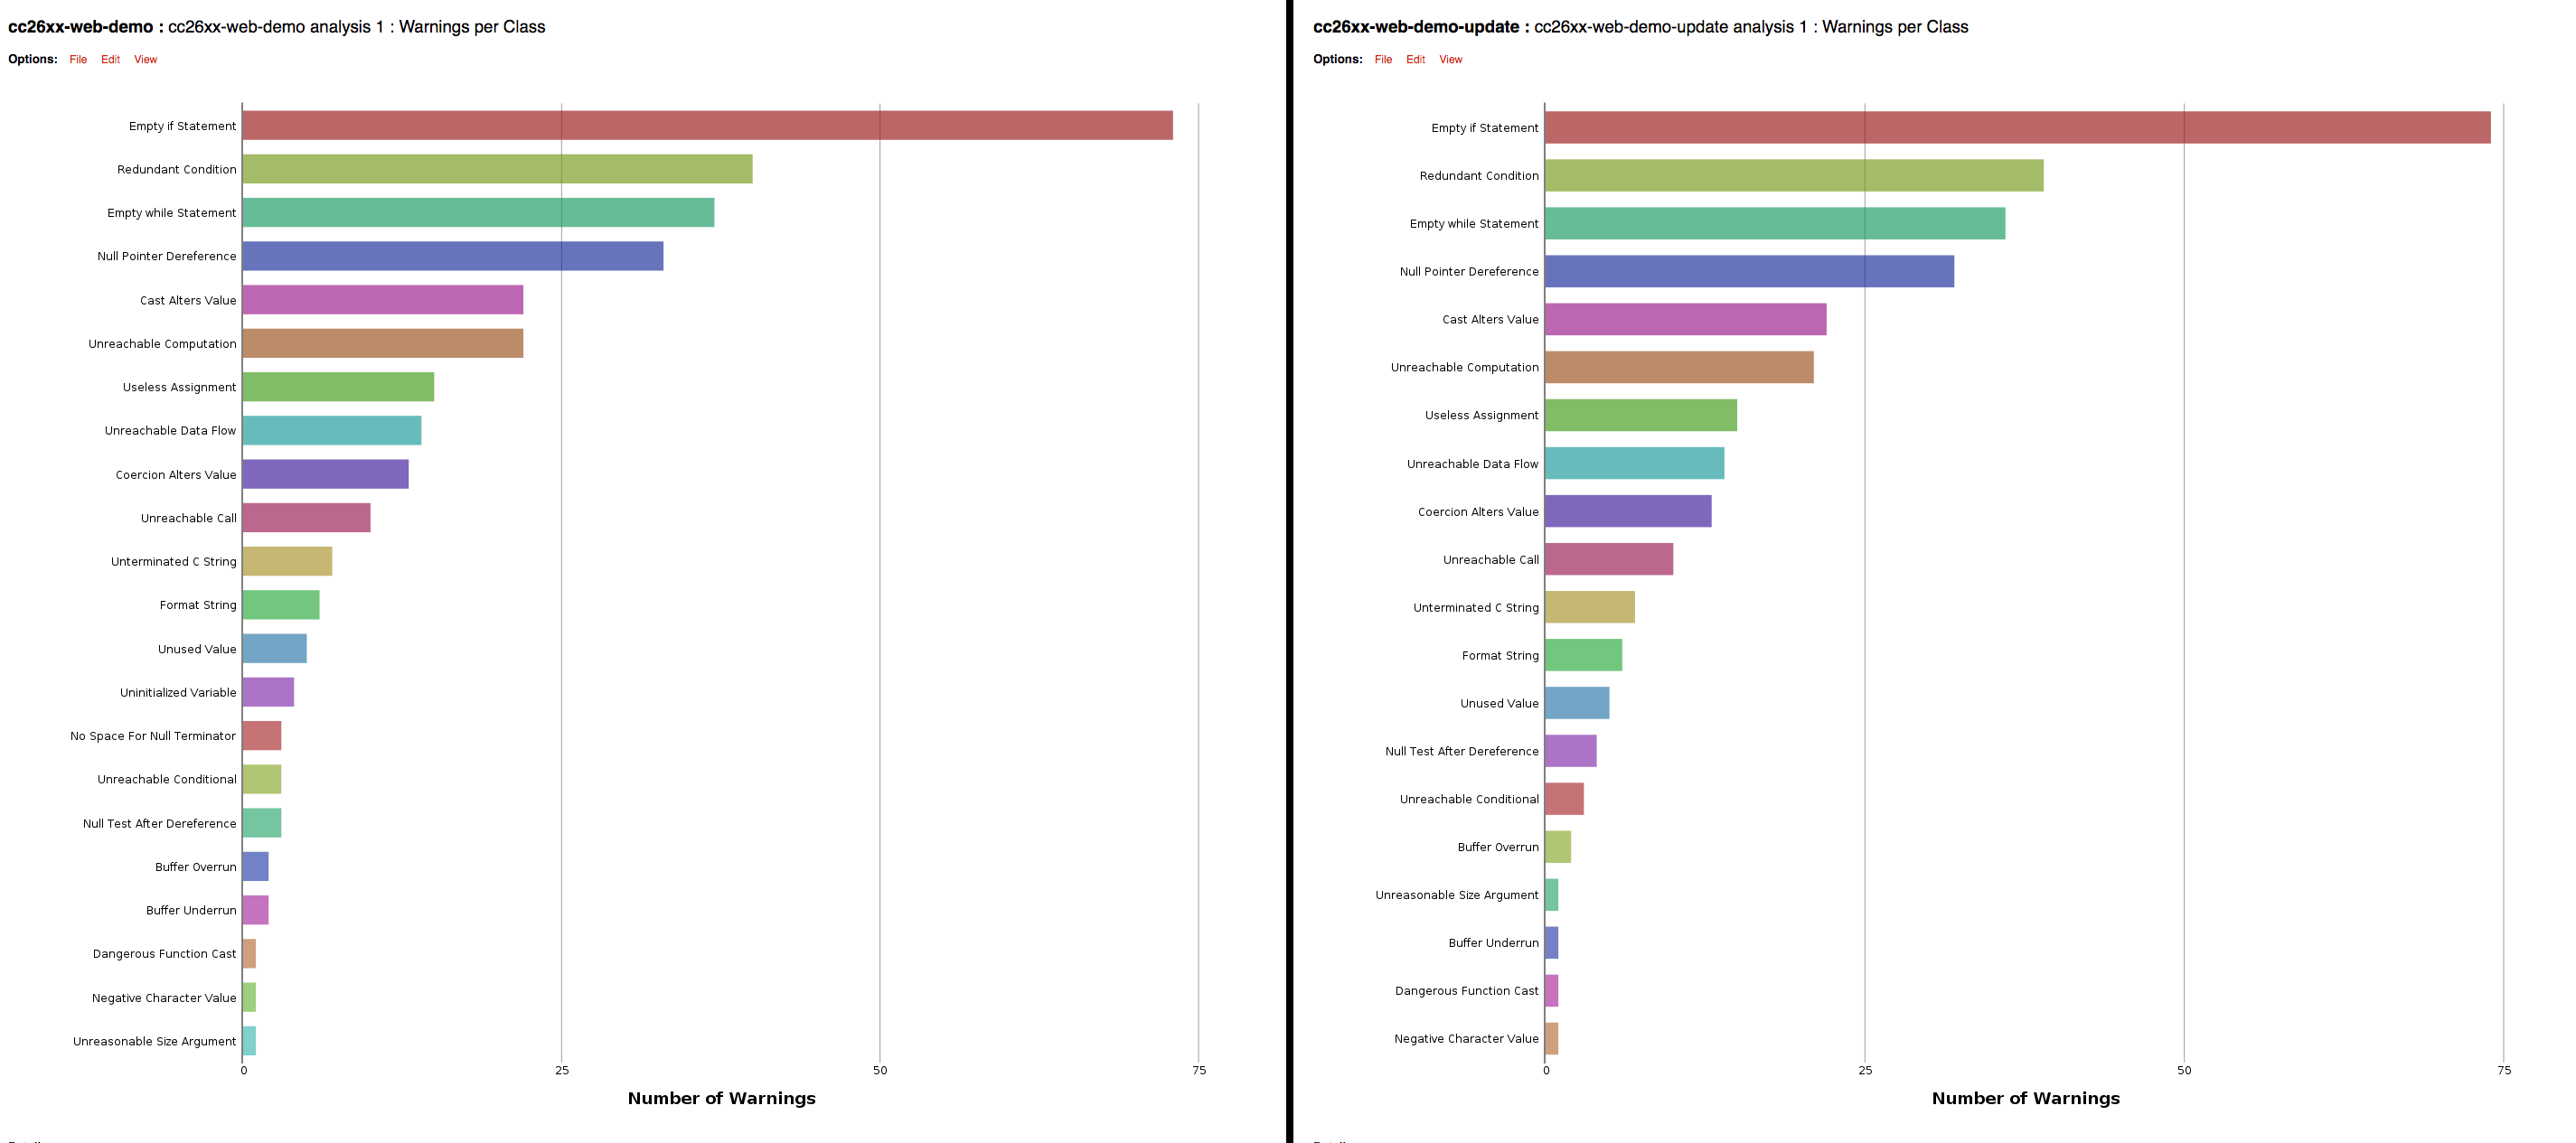 cc26xx-web-demo : cc26xx-web-demo analysis 1 : Warnings per Class
Options: File Edit View
Empty if Statement
Redundant Condition
Empty while Statement
Null Pointer Dereference
Cast Alters Value
Unreachable Computation
Useless Assignment
Unreachable Data Flow
Coercion Alters Value
Unreachable Call
Unterminated C String
Format String
Unused Value
Uninitialized Variable
No Space For Null Terminator
Unreachable Conditional
Null Test After Dereference
Buffer Overrun
Buffer Underrun
Dangerous Function Cast
Negative Character Value
Unreasonable Size Argument
0 25 50 75
Number of Warnings
cc26xx-web-demo-update : cc26xx-web-demo-update analysis 1 : Warnings per Class
Options: File Edit View
Empty if Statement
Redundant Condition
Empty while Statement
Null Pointer Dereference
Cast Alters Value
Unreachable Computation
Useless Assignment
Unreachable Data Flow
Coercion Alters Value
Unreachable Call
Unterminated C String
Format String
Unused Value
Null Test After Dereference
Unreachable Conditional
Buffer Overrun
Unreasonable Size Argument
Buffer Underrun
Dangerous Function Cast
Negative Character Value
0 25 50 75
Number of Warnings